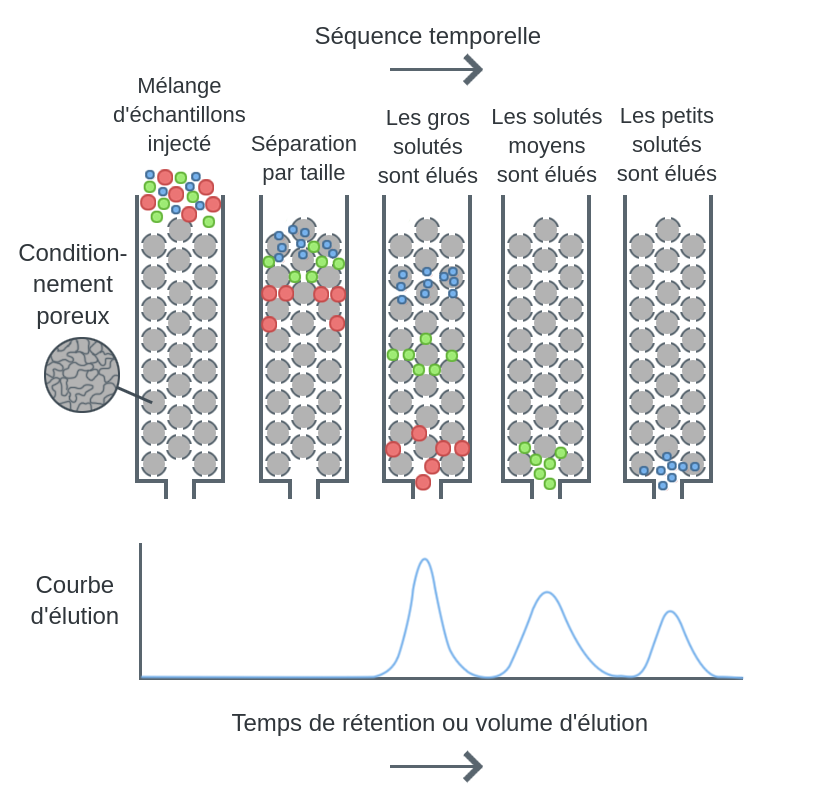 Séquence temporelle
Mélange
d'échantillons
injecté
Séparation
par taille
Les gros
solutés
sont élués
Les solutés
moyens
sont élués
Les petits
solutés
sont élués
Condition-
nement
poreux
Courbe
d'élution
Temps de rétention ou volume d'élution